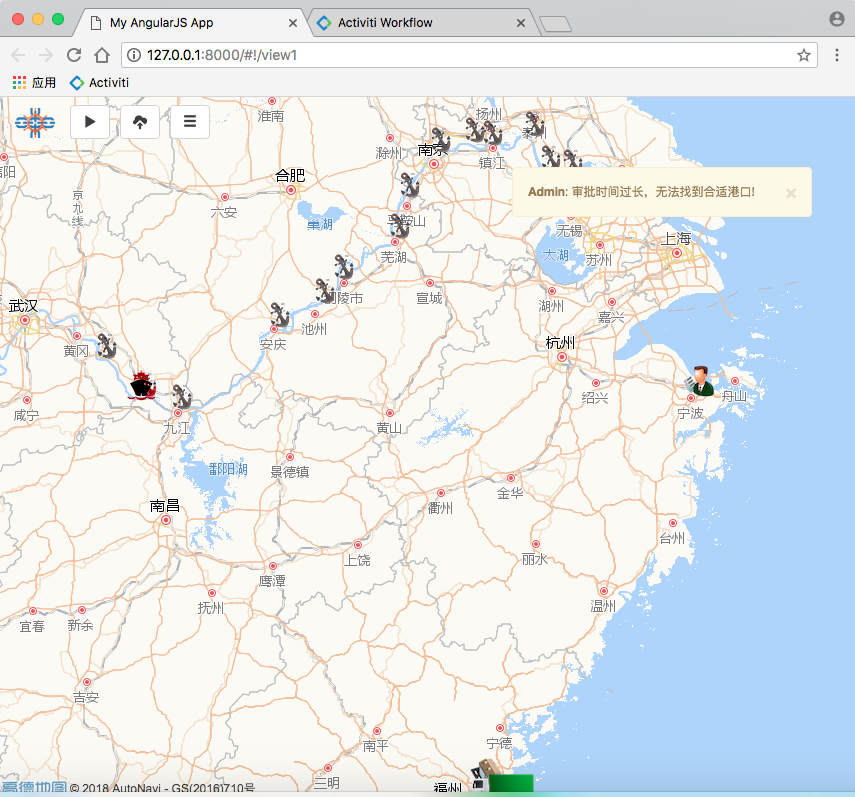 My AngularJS App
Activiti Workflow
127.0.0.1:8000/#!/view1
应用
Activiti
淮南
扬州
泰州
滁州
南京
镇江
合肥
六安
京九线
巢湖
马鞍山
Admin: 审批时间过长，无法找到合适港口!
×
无锡
上海
太湖
苏州
芜湖
铜陵市
宣城
湖州
嘉兴
武汉
池州
黄冈
安庆
杭州
咸宁
九江
黄山
绍兴
宁波
舟山
鄱阳湖
景德镇
金华
衢州
南昌
台州
上饶
丽水
鹰潭
抚州
温州
宜春
新余
吉安
南平
宁德
三明
福州
高德地图 © 2018 AutoNavi - GS(2016)710号